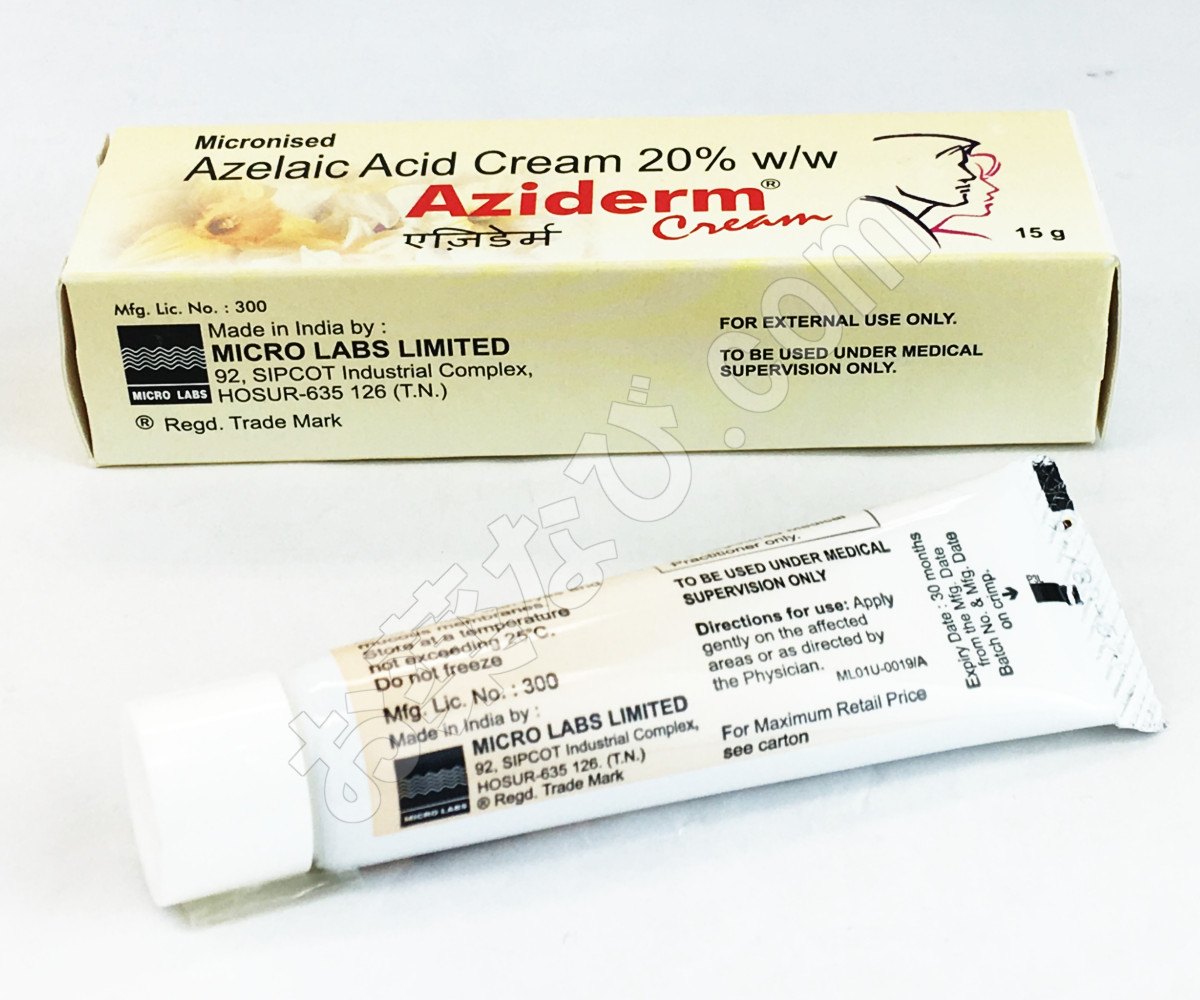 Micronised
Azelaic Acid Cream 20% w/w
Aziderm®
Cream
एज़िडेर्म
15 g
Mfg. Lic. No. : 300
Made in India by :
MICRO LABS LIMITED
92, SIPCOT Industrial Complex,
HOSUR-635 126 (T.N.)
MICRO LABS
® Regd. Trade Mark
FOR EXTERNAL USE ONLY.
TO BE USED UNDER MEDICAL
SUPERVISION ONLY.
おまなび.com
mucous membranes
Store at a temperature
not exceeding 25°C.
Do not freeze
Mfg. Lic. No. : 300
Made in India by :
MICRO LABS LIMITED
92, SIPCOT Industrial Complex,
HOSUR-635 126. (T.N.)
® Regd. Trade Mark
MICRO LABS
Practitioner only.
TO BE USED UNDER MEDICAL
SUPERVISION ONLY
Directions for use: Apply
gently on the affected
areas or as directed by
the Physician.
ML01U-0019/A
For Maximum Retail Price
see carton
Expiry Date : 30 months
from the Mfg. Date
Batch No. & Mfg. Date
on crimp.